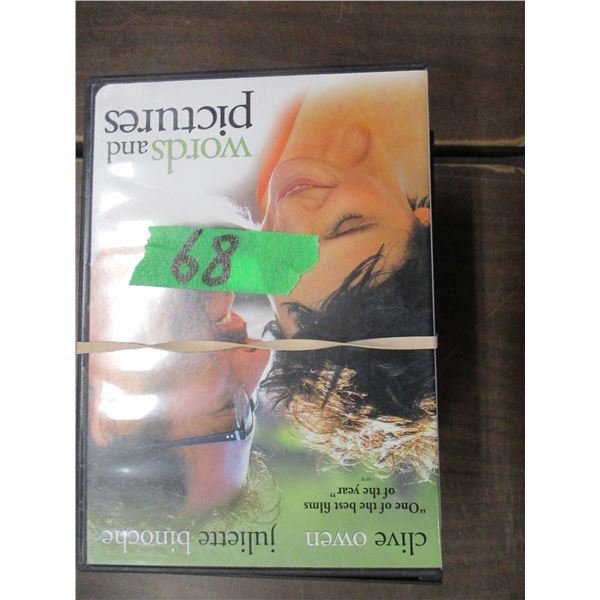 clive owen juliette binoche
"One of the best films
of the year"
68
words and
pictures